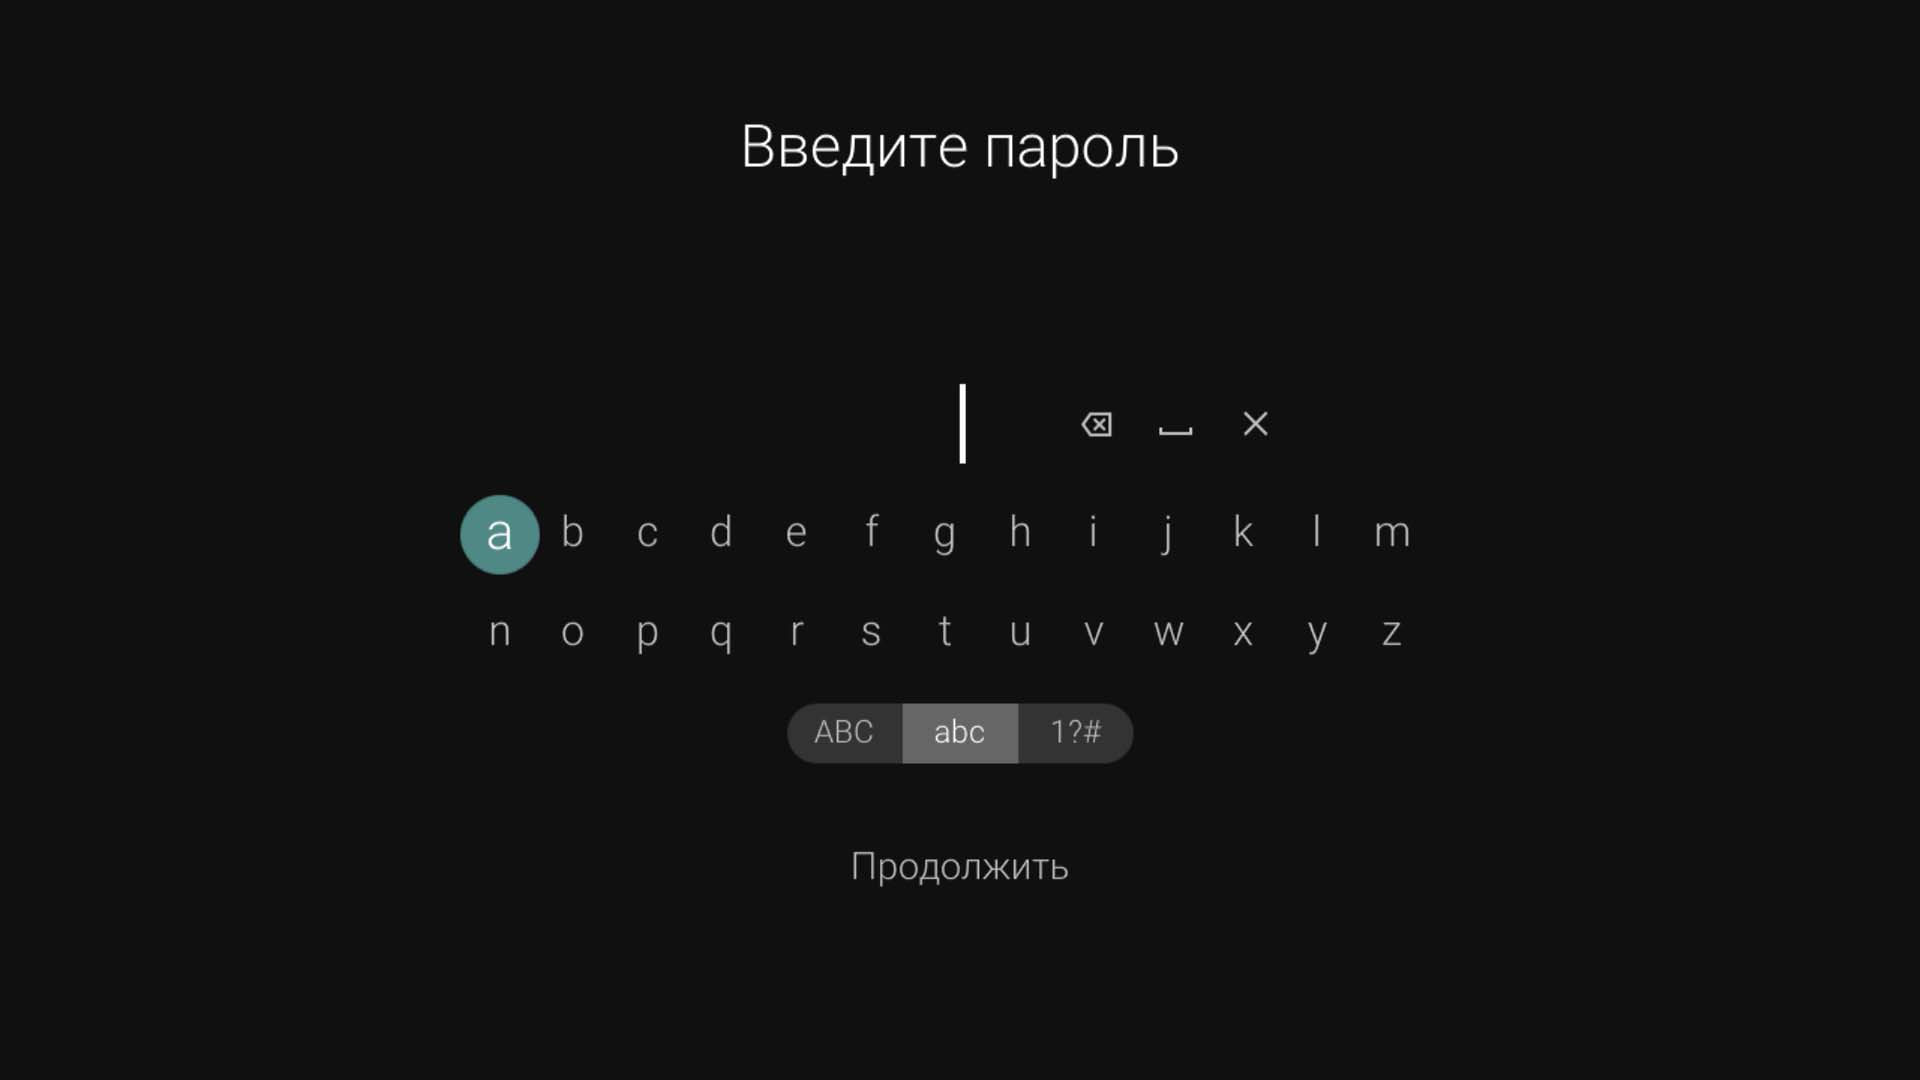 Введите пароль
a b c d e f g h i j k l m
n o p q r s t u v w x y z
ABC abc 1?#
Продолжить